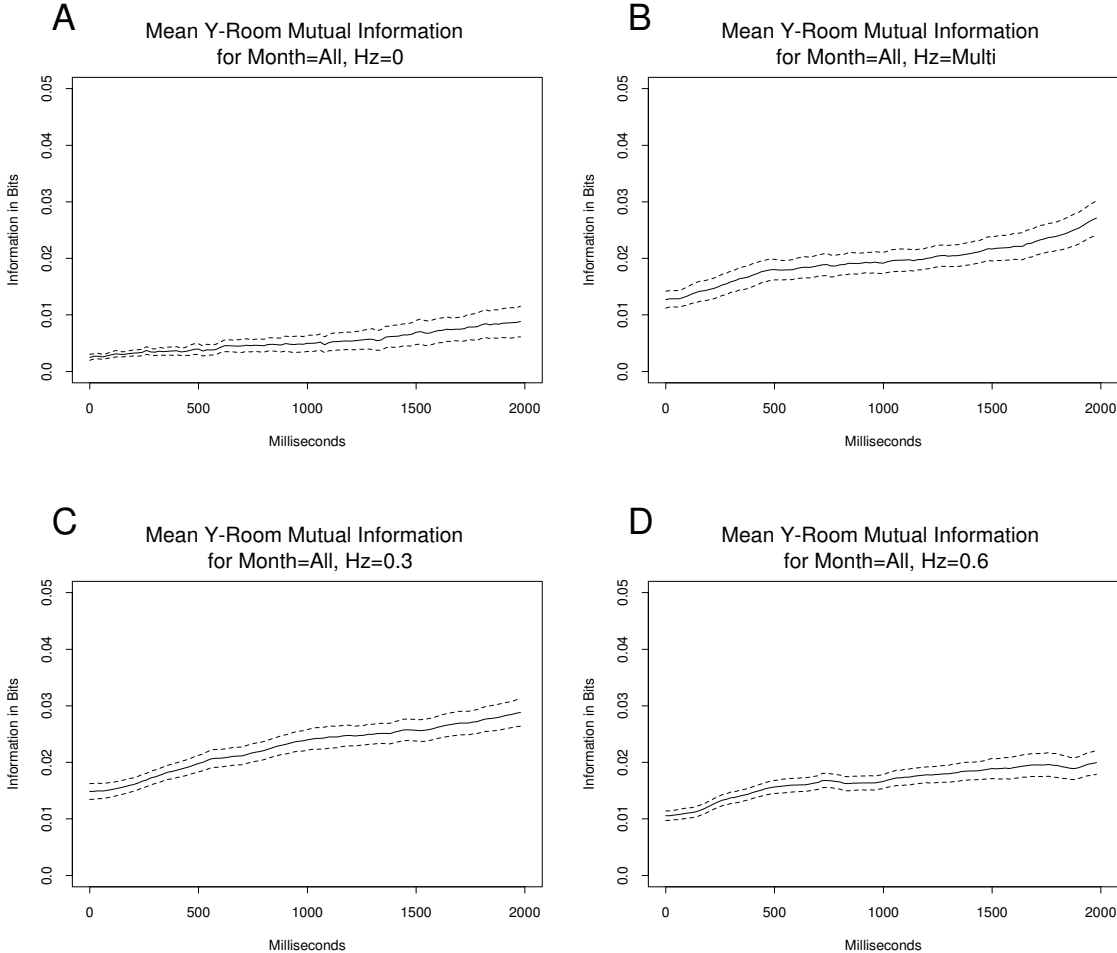 A
Mean Y-Room Mutual Information
for Month=All, Hz=0
Information in Bits
0.05
0.04
0.03
0.02
0.01
0.0
0 500 1000 1500 2000
Milliseconds
B
Mean Y-Room Mutual Information
for Month=All, Hz=Multi
Information in Bits
0.05
0.04
0.03
0.02
0.01
0.0
0 500 1000 1500 2000
Milliseconds
C
Mean Y-Room Mutual Information
for Month=All, Hz=0.3
Information in Bits
0.05
0.04
0.03
0.02
0.01
0.0
0 500 1000 1500 2000
Milliseconds
D
Mean Y-Room Mutual Information
for Month=All, Hz=0.6
Information in Bits
0.05
0.04
0.03
0.02
0.01
0.0
0 500 1000 1500 2000
Milliseconds